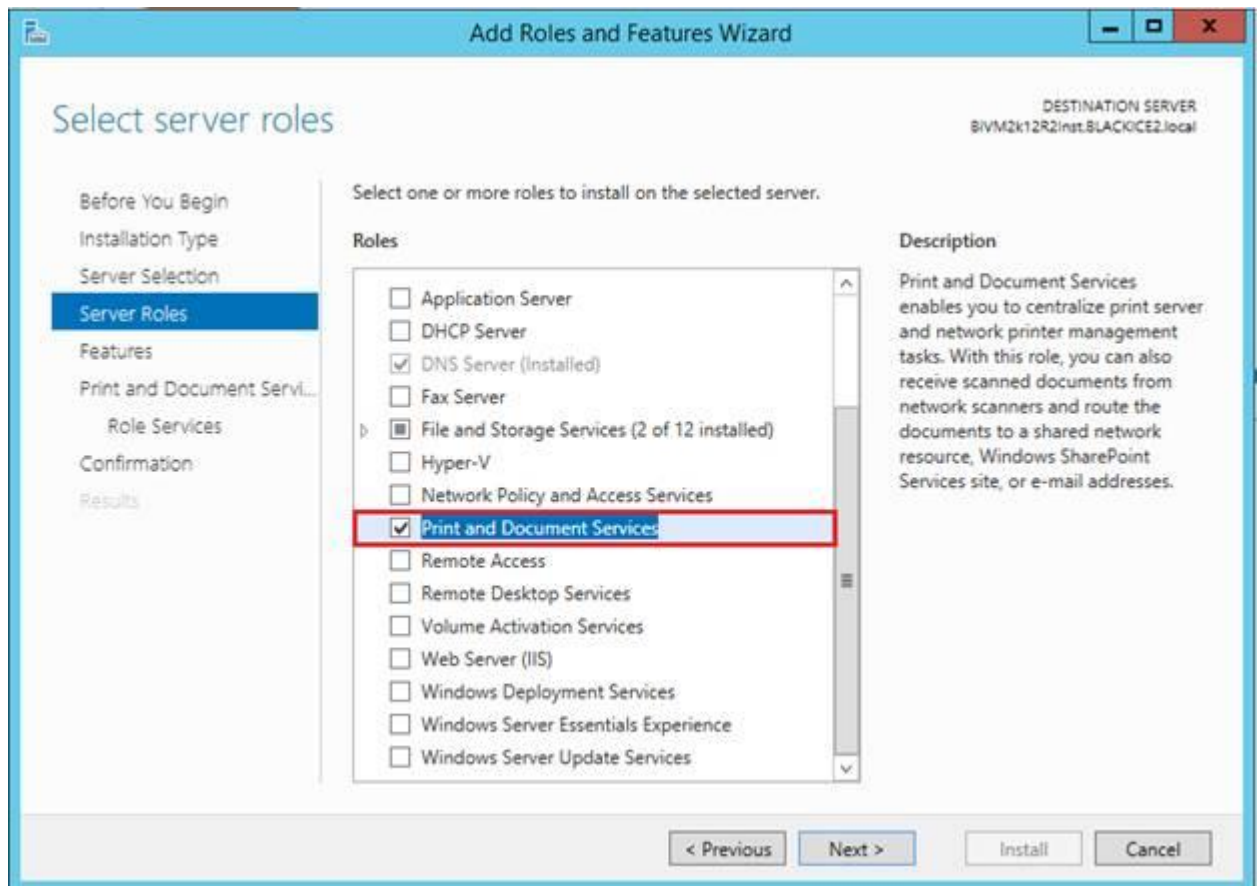 Add Roles and Features Wizard
Select server roles
DESTINATION SERVER
BIVM2k12R2Inst.BLACKICE2.local
Before You Begin
Installation Type
Server Selection
Server Roles
Features
Print and Document Servi...
Role Services
Confirmation
Results
Select one or more roles to install on the selected server.
Roles
Application Server
DHCP Server
DNS Server (Installed)
Fax Server
File and Storage Services (2 of 12 installed)
Hyper-V
Network Policy and Access Services
Print and Document Services
Remote Access
Remote Desktop Services
Volume Activation Services
Web Server (IIS)
Windows Deployment Services
Windows Server Essentials Experience
Windows Server Update Services
Description
Print and Document Services
enables you to centralize print server
and network printer management
tasks. With this role, you can also
receive scanned documents from
network scanners and route the
documents to a shared network
resource, Windows SharePoint
Services site, or e-mail addresses.
< Previous
Next >
Install
Cancel